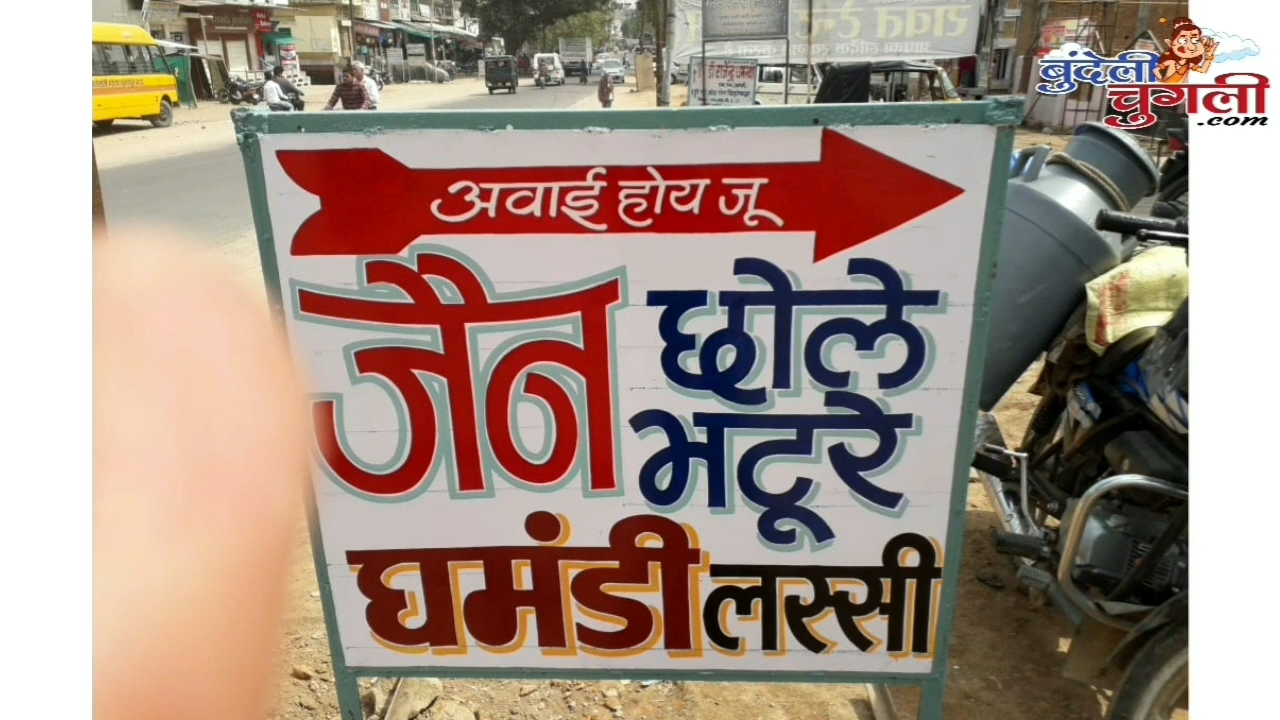 बुंदेली
चुगली
.com
अवाई होय जू
जैन
छोले
भटूरे
घमंडी लस्सी